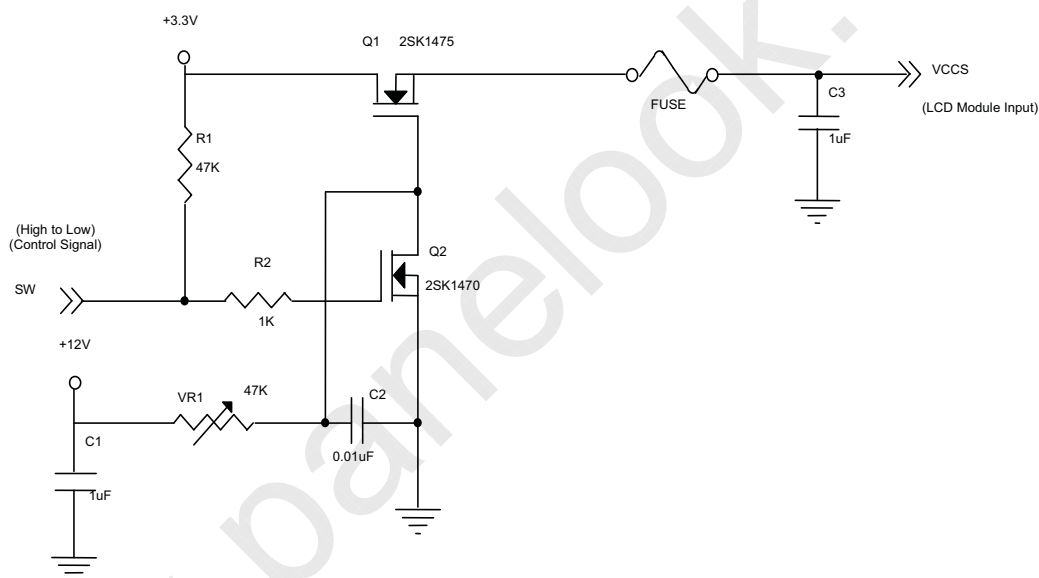 +3.3V
Q1 2SK1475
VCCS
(LCD Module Input)
FUSE
C3
1uF
R1
47K
(High to Low)
(Control Signal)
SW
R2
1K
Q2
2SK1470
+12V
VR1
47K
C2
0.01uF
C1
1uF
panelook.